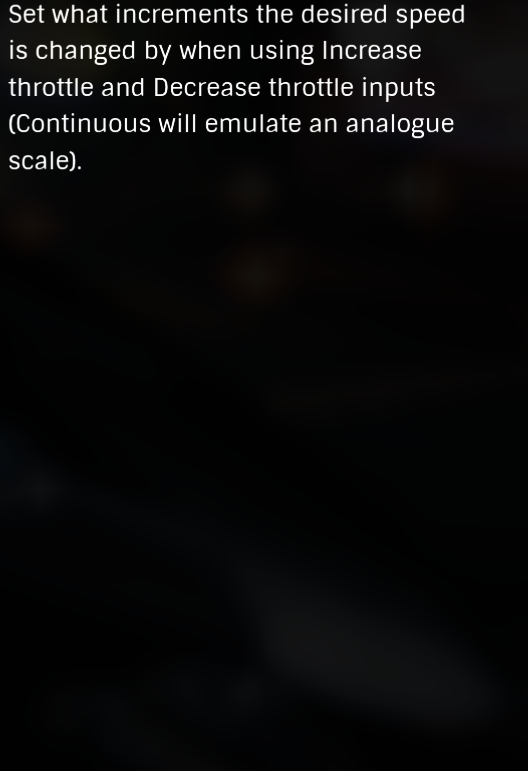 Set what increments the desired speed
is changed by when using Increase
throttle and Decrease throttle inputs
(Continuous will emulate an analogue
scale).